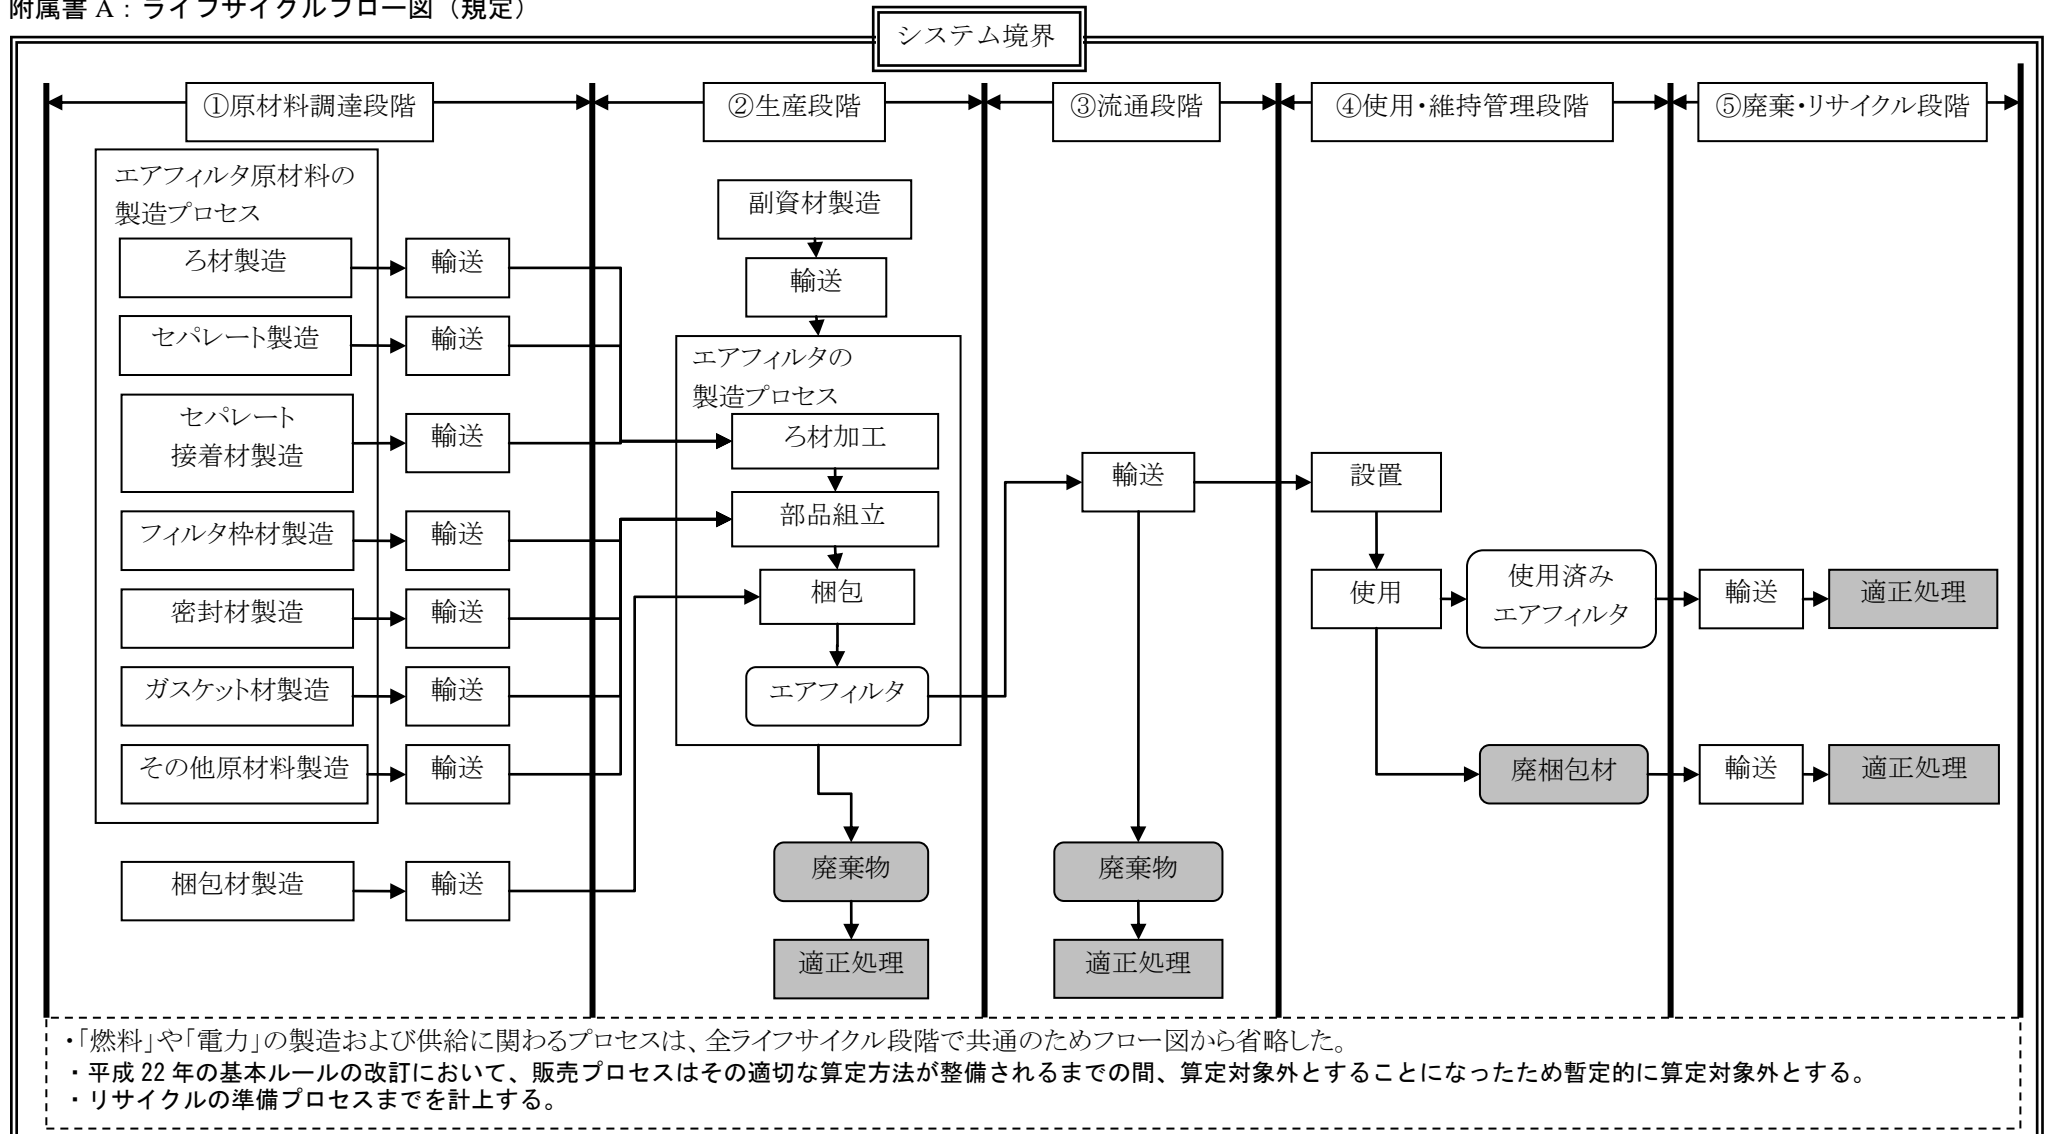 附属書 A：ライフサイクルフロー図（規定）
システム境界
①原材料調達段階
②生産段階
③流通段階
④使用・維持管理段階
⑤廃棄・リサイクル段階
エアフィルタ原材料の
製造プロセス
ろ材製造
輸送
セパレート製造
輸送
セパレート
接着材製造
輸送
フィルタ枠材製造
輸送
密封材製造
輸送
ガスケット材製造
輸送
その他原材料製造
輸送
梱包材製造
輸送
副資材製造
輸送
エアフィルタの
製造プロセス
ろ材加工
部品組立
梱包
エアフィルタ
廃棄物
適正処理
輸送
廃棄物
適正処理
設置
使用
使用済み
エアフィルタ
廃梱包材
輸送
適正処理
輸送
適正処理
・「燃料」や「電力」の製造および供給に関わるプロセスは、全ライフサイクル段階で共通のためフロー図から省略した。
・平成 22 年の基本ルールの改訂において、販売プロセスはその適切な算定方法が整備されるまでの間、算定対象外とすることになったため暫定的に算定対象外とする。
・リサイクルの準備プロセスまでを計上する。